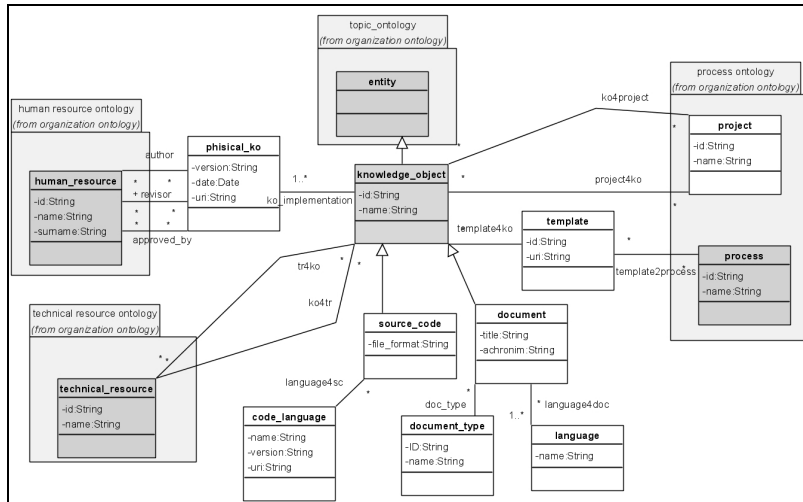 topic_ontology
(from organization ontology)
entity
process ontology
(from organization ontology)
ko4project
*
*
project
-id:String
-name:String
human resource ontology
(from organization ontology)
author
phisical_ko
-version:String
-date:Date
-uri:String
1..*
ko_implementation
knowledge_object
-id:String
-name:String
project4ko
*
human_resource
-id:String
-name:String
-surname:String
* *
+ revisor
* *
* *
approved_by
template4ko
*
template
-id:String
-uri:String
*
template2process
*
process
-id:String
-name:String
tr4ko
* *
ko4tr
technical resource ontology
(from organization ontology)
* *
technical_resource
-id:String
-name:String
source_code
-file_format:String
document
-title:String
-achronim:String
language4sc
*
doc_type
*
* language4doc
1..*
code_language
-name:String
-version:String
-uri:String
document_type
-ID:String
-name:String
language
-name:String